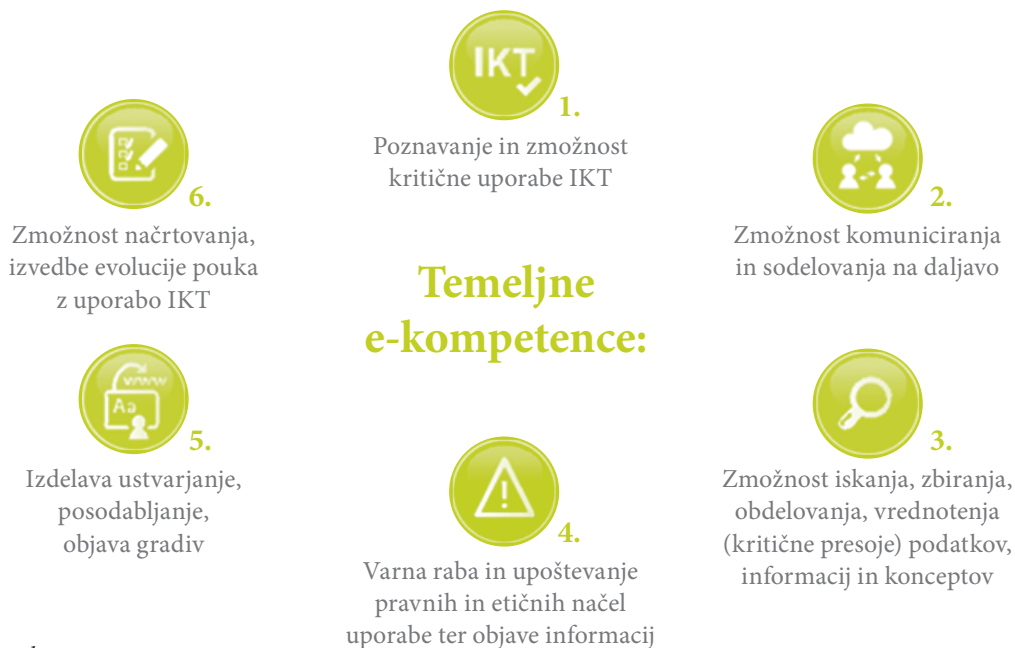 Temeljne
e-kompetence:
IKT
1.
Poznavanje in zmožnost
kritične uporabe IKT
2.
Zmožnost komuniciranja
in sodelovanja na daljavo
3.
Zmožnost iskanja, zbiranja,
obdelovanja, vrednotenja
(kritične presoje) podatkov,
informacij in konceptov
4.
Varna raba in upoštevanje
pravnih in etičnih načel
uporabe ter objave informacij
www
Aa
5.
Izdelava ustvarjanje,
posodabljanje,
objava gradiv
6.
Zmožnost načrtovanja,
izvedbe evolucije pouka
z uporabo IKT